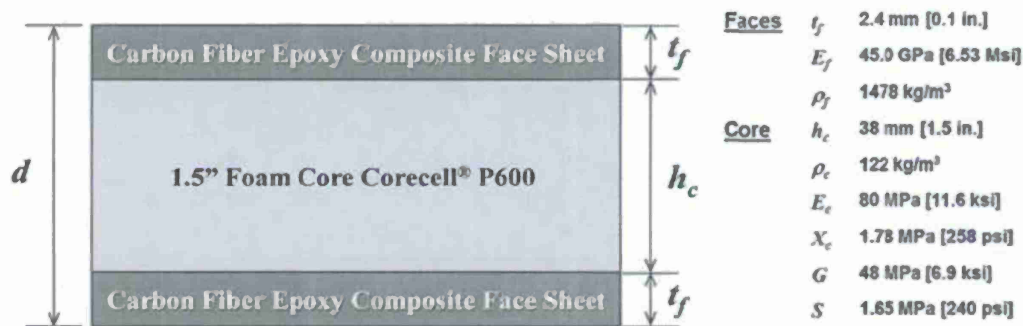 Carbon Fiber Epoxy Composite Face Sheet
1.5” Foam Core Corecell® P600
Carbon Fiber Epoxy Composite Face Sheet
d
t_f
h_c
t_f
Faces t_f 2.4 mm [0.1 in.]
E_f 45.0 GPa [6.53 Msi]
ρ_f 1478 kg/m³
Core h_c 38 mm [1.5 in.]
ρ_c 122 kg/m³
E_c 80 MPa [11.6 ksi]
X_c 1.78 MPa [258 psi]
G 48 MPa [6.9 ksi]
S 1.65 MPa [240 psi]